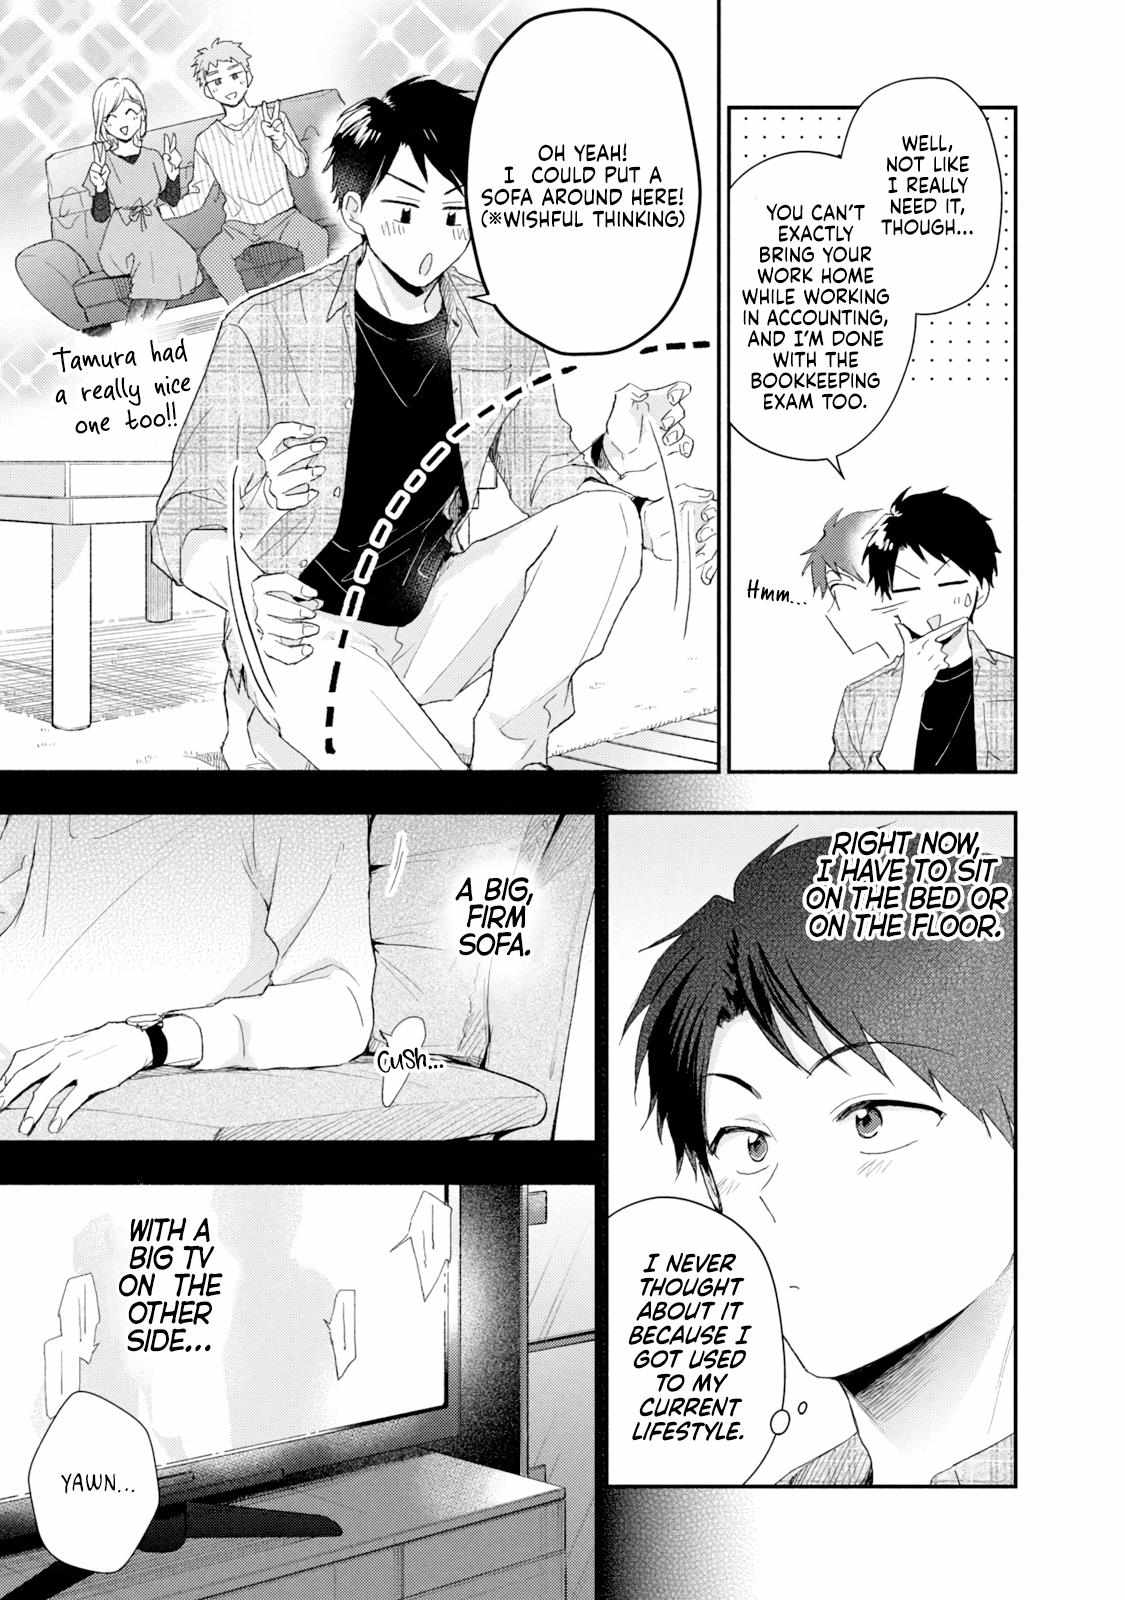 WELL,
NOT LIKE
I REALLY
NEED IT,
THOUGH...
YOU CAN'T
EXACTLY
BRING YOUR
WORK HOME
WHILE WORKING
IN ACCOUNTING,
AND I'M DONE
WITH THE
BOOKKEEPING
EXAM TOO.
Hmm...
OH YEAH!
I COULD PUT A
SOFA AROUND HERE!
(※WISHFUL THINKING)
Tamura had
a really nice
one too!!
RIGHT NOW,
I HAVE TO SIT
ON THE BED OR
ON THE FLOOR.
I NEVER
THOUGHT
ABOUT IT
BECAUSE I
GOT USED
TO MY
CURRENT
LIFESTYLE.
A BIG,
FIRM
SOFA.
CUSH...
WITH A
BIG TV
ON THE
OTHER
SIDE...
YAWN...